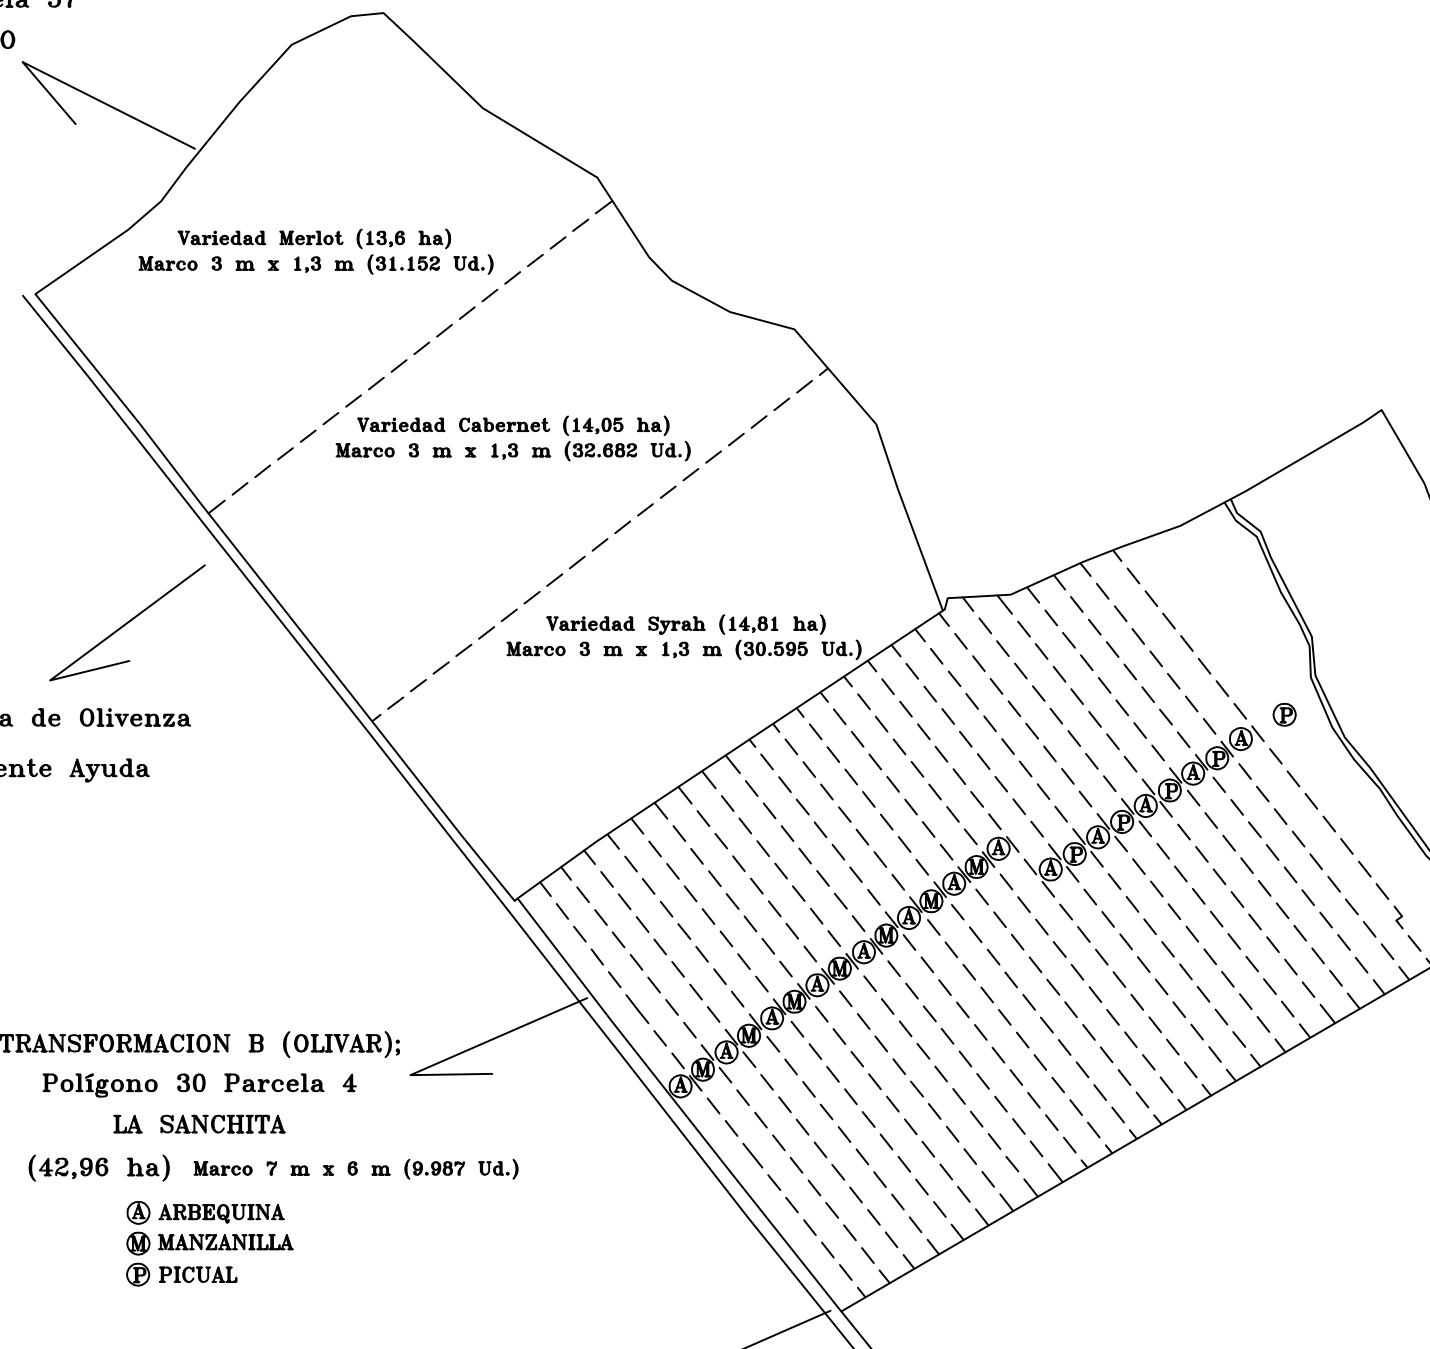 Variedad Merlot (13,6 ha)
Marco 3 m x 1,3 m (31.152 Ud.)
Variedad Cabernet (14,05 ha)
Marco 3 m x 1,3 m (32.682 Ud.)
Variedad Syrah (14,81 ha)
Marco 3 m x 1,3 m (30.595 Ud.)
a de Olivenza
ente Ayuda
A M A M A M A M A M A M A M A
A P A P A P A P A P
TRANSFORMACION B (OLIVAR);
Polígono 30 Parcela 4
LA SANCHITA
(42,96 ha) Marco 7 m x 6 m (9.987 Ud.)
A ARBEQUINA
M MANZANILLA
P PICUAL